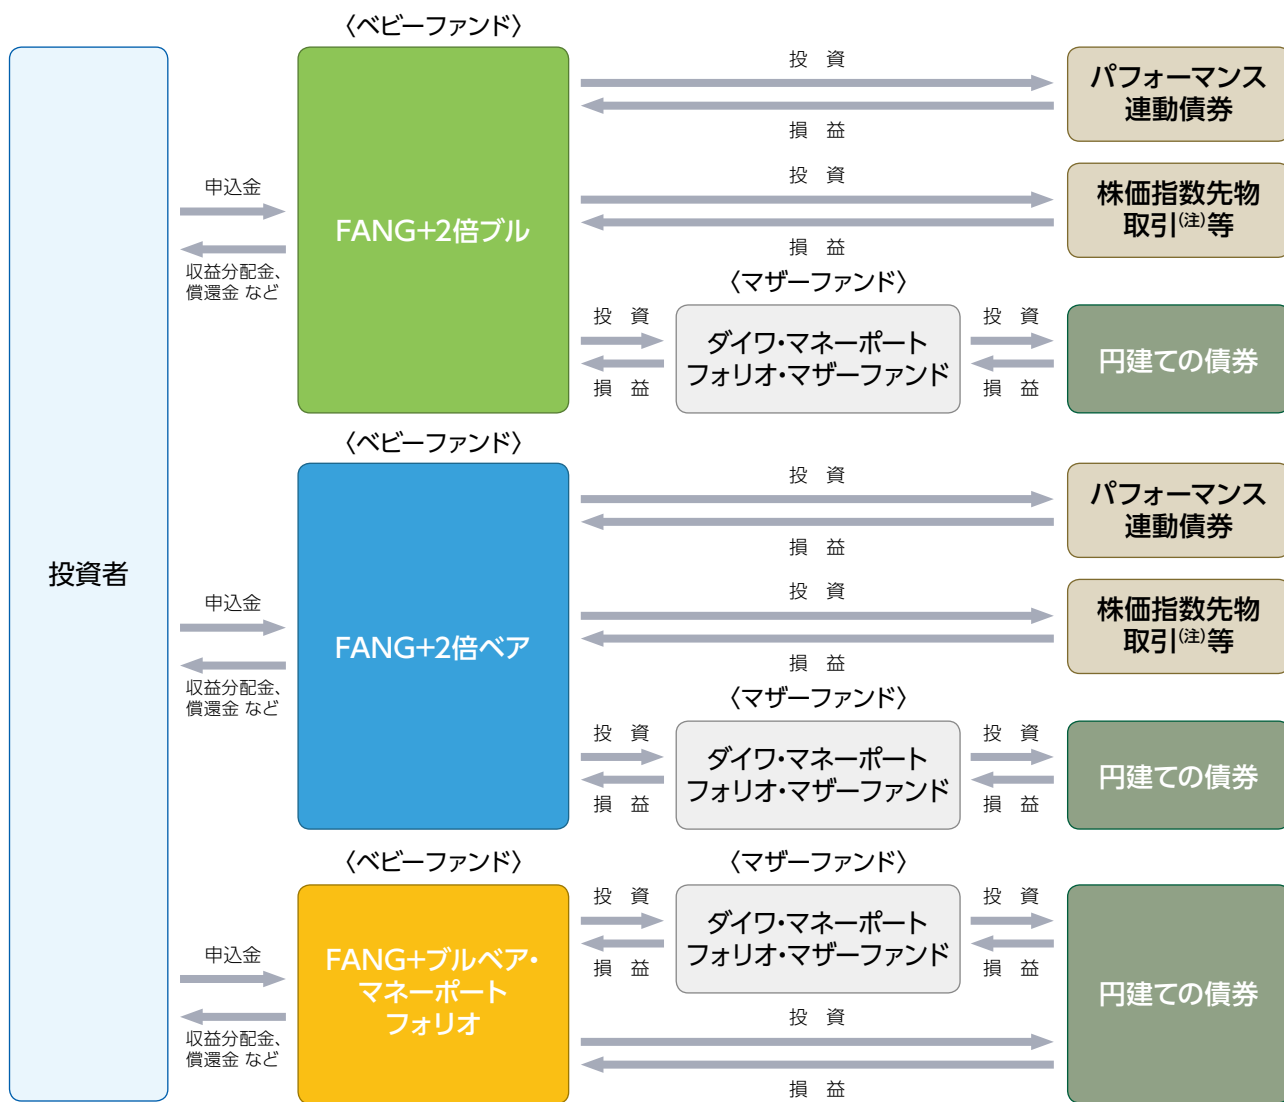 投資者
〈ベビーファンド〉
FANG+2倍ブル
申込金
収益分配金、
償還金 など
投 資
損 益
パフォーマンス
連動債券
投 資
損 益
株価指数先物
取引(注)等
〈マザーファンド〉
投 資
損 益
ダイワ・マネーポート
フォリオ・マザーファンド
投 資
損 益
円建ての債券
〈ベビーファンド〉
FANG+2倍ベア
申込金
収益分配金、
償還金 など
投 資
損 益
パフォーマンス
連動債券
投 資
損 益
株価指数先物
取引(注)等
〈マザーファンド〉
投 資
損 益
ダイワ・マネーポート
フォリオ・マザーファンド
投 資
損 益
円建ての債券
〈ベビーファンド〉
FANG+ブルベア・
マネーポート
フォリオ
申込金
収益分配金、
償還金 など
〈マザーファンド〉
投 資
損 益
ダイワ・マネーポート
フォリオ・マザーファンド
投 資
損 益
投 資
損 益
円建ての債券